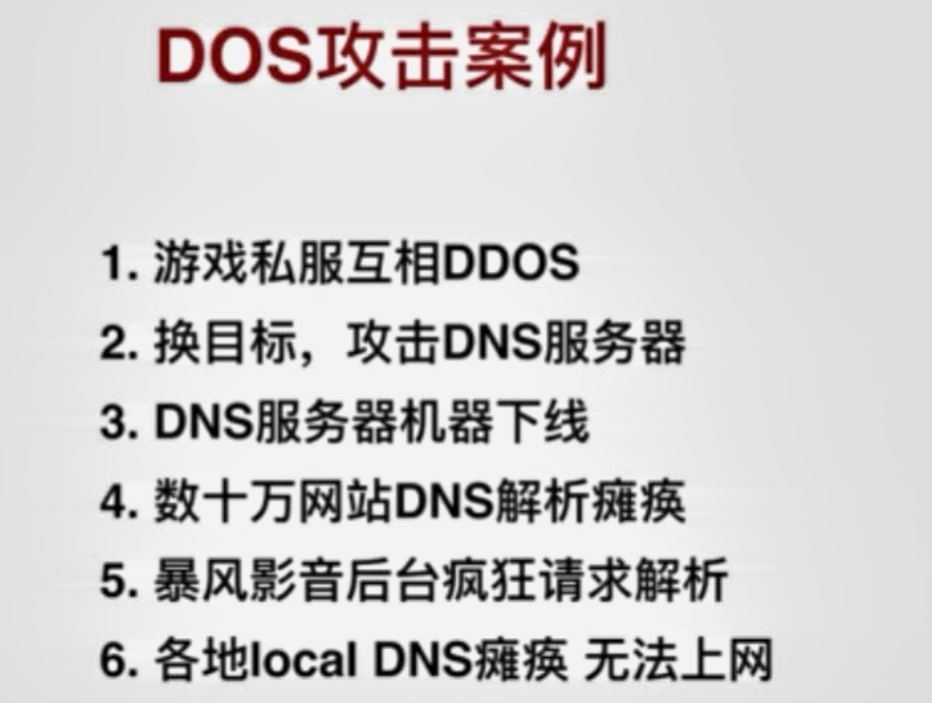 DOS攻击案例
1. 游戏私服互相DDOS
2. 换目标，攻击DNS服务器
3. DNS服务器机器下线
4. 数十万网站DNS解析瘫痪
5. 暴风影音后台疯狂请求解析
6. 各地local DNS瘫痪 无法上网